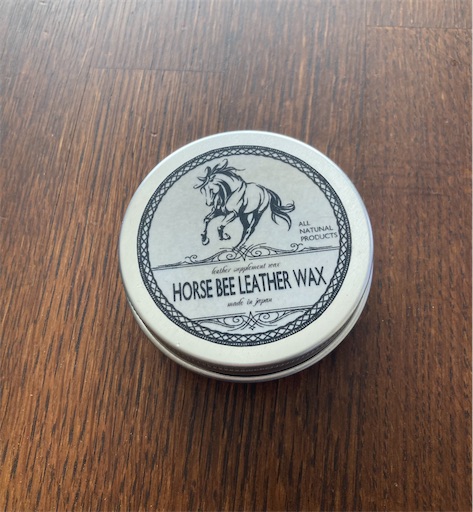 ALL
NATURAL
PRODUCTS
leather supplement wax
HORSE BEE LEATHER WAX
made in japan